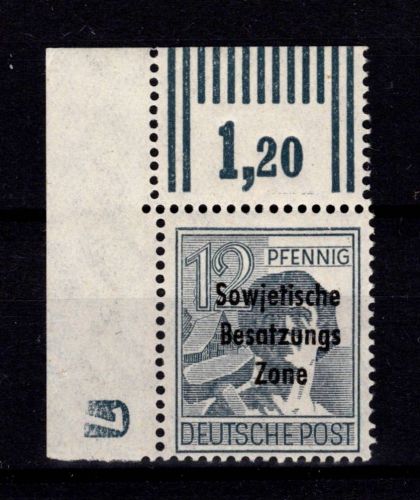 1,20
12 PFENNIG
Sowjetische
Besatzungs
Zone
DEUTSCHE POST